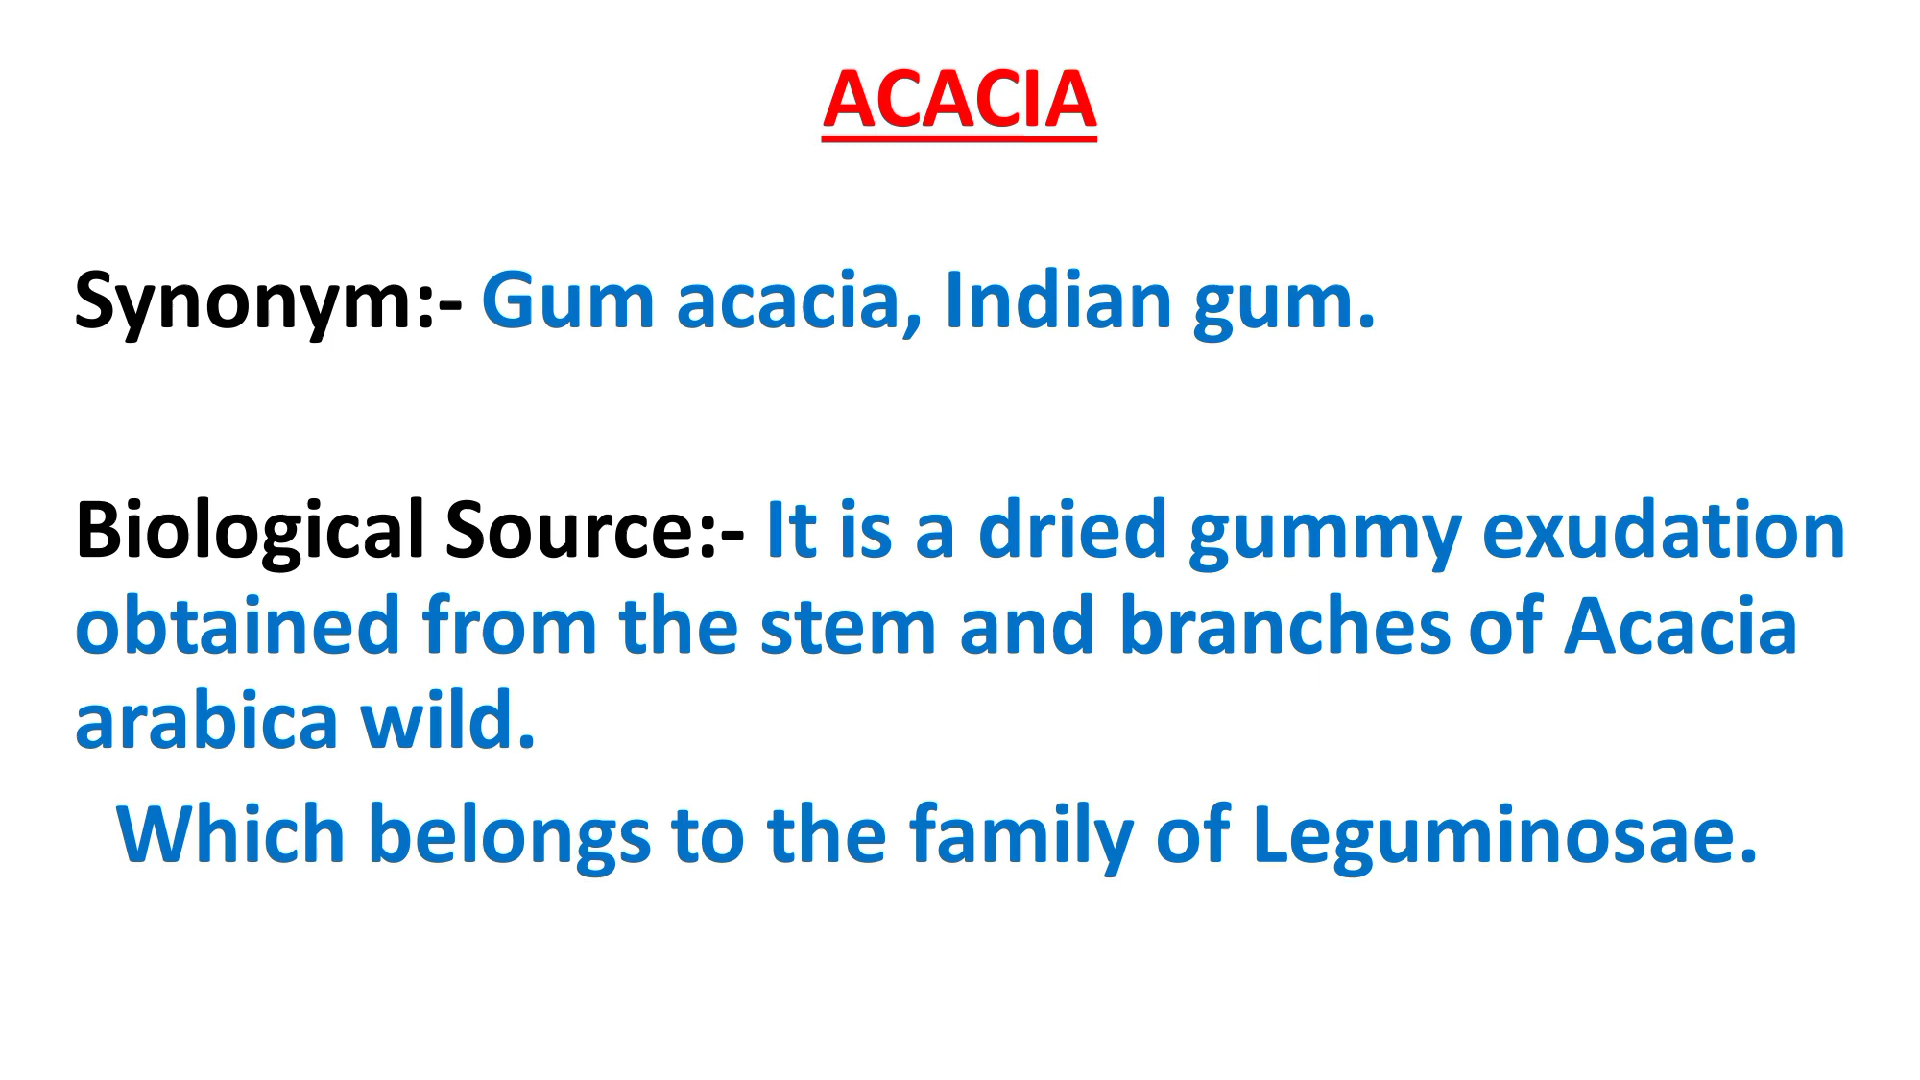 ACACIA
Synonym:- Gum acacia, Indian gum.
Biological Source:- It is a dried gummy exudation
obtained from the stem and branches of Acacia
arabica wild.
Which belongs to the family of Leguminosae.